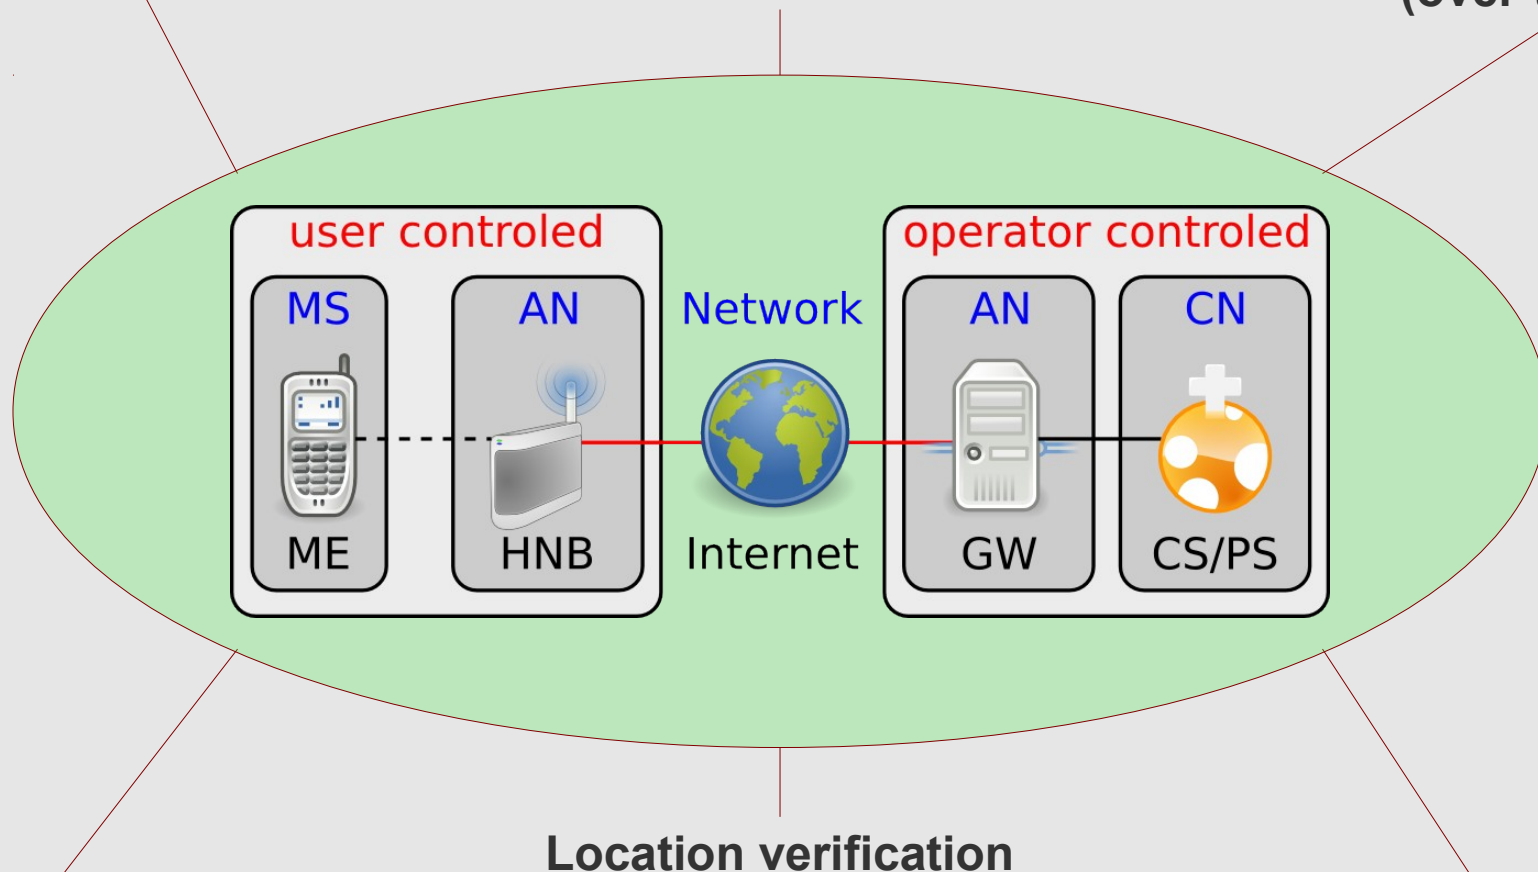 user controled
operator controled
MS
AN
Network
AN
CN
ME
HNB
Internet
GW
CS/PS
Location verification